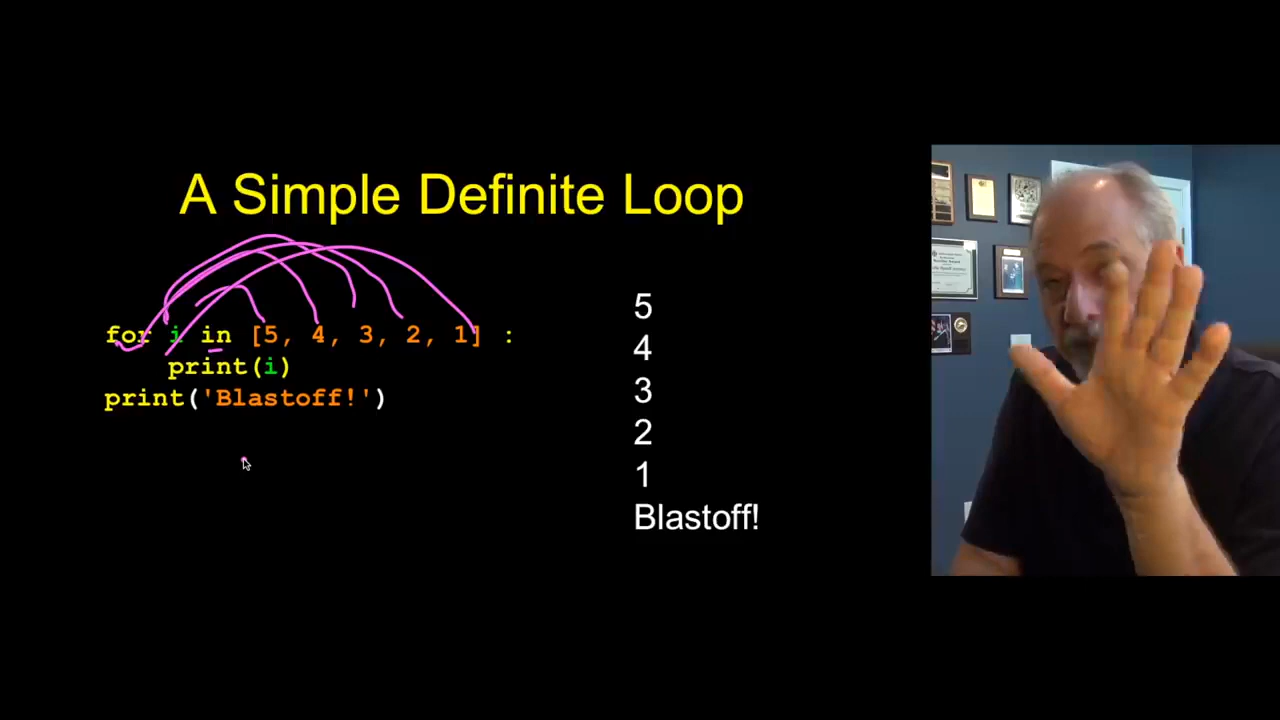 A Simple Definite Loop
for i in [5, 4, 3, 2, 1] :
    print(i)
print('Blastoff!')
5
4
3
2
1
Blastoff!